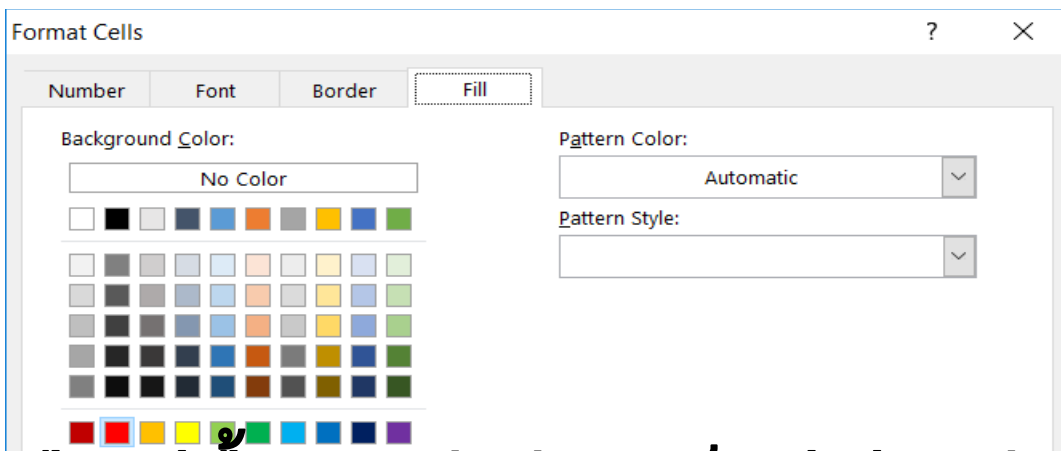 Format Cells ? ×
Number Font Border Fill
Background Color:
No Color
Pattern Color:
Automatic
Pattern Style: